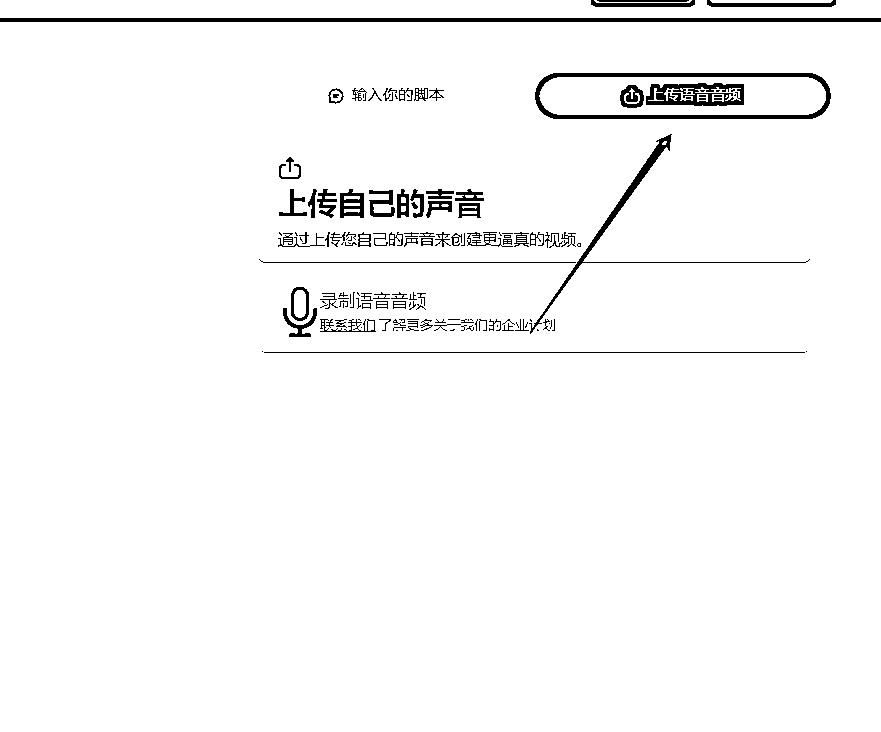 输入你的脚本
上传语音音频
上传自己的声音
通过上传您自己的声音来创建更逼真的视频。
录制语音音频
联系我们 了解更多关于我们的企业计划